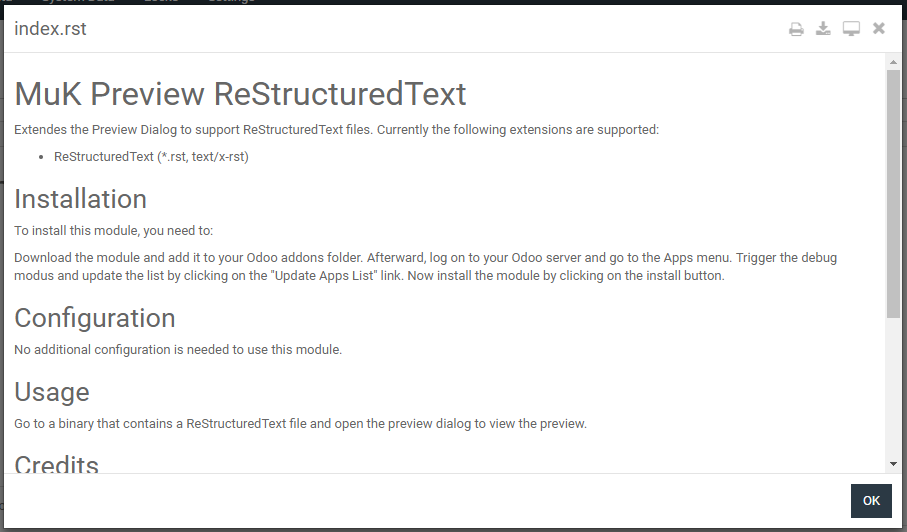 index.rst
MuK Preview ReStructuredText
Extendes the Preview Dialog to support ReStructuredText files. Currently the following extensions are supported:
• ReStructuredText (*.rst, text/x-rst)
Installation
To install this module, you need to:
Download the module and add it to your Odoo addons folder. Afterward, log on to your Odoo server and go to the Apps menu. Trigger the debug
modus and update the list by clicking on the "Update Apps List" link. Now install the module by clicking on the install button.
Configuration
No additional configuration is needed to use this module.
Usage
Go to a binary that contains a ReStructuredText file and open the preview dialog to view the preview.
Credits
OK